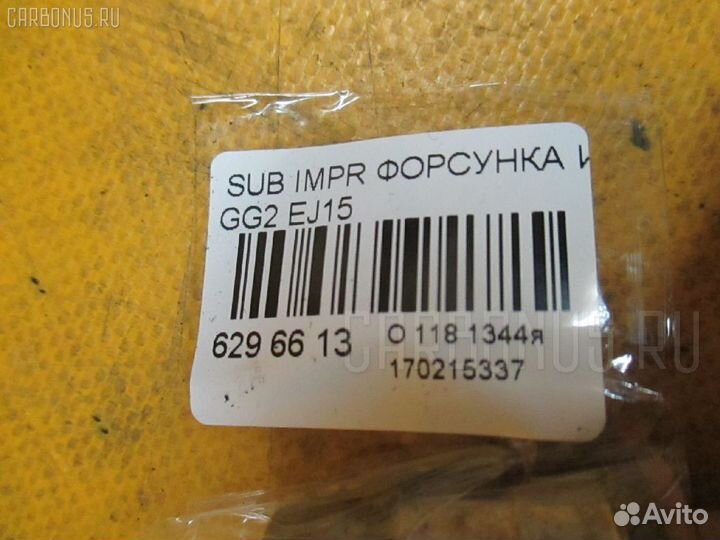 CARBONUS.RU
SUB IMPR ФОРСУНКА И
GG2 EJ15
629 66 13
О 118 1344я
170215337
CARBONUS.RU
Avito